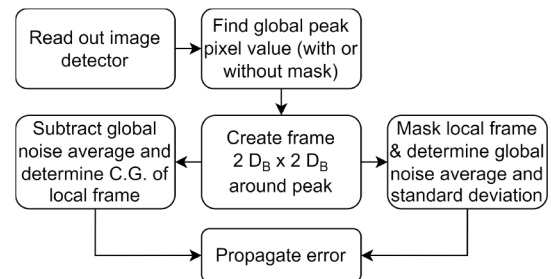 Read out image
detector
Find global peak
pixel value (with or
without mask)
Subtract global
noise average and
determine C.G. of
local frame
Create frame
2 D_B x 2 D_B
around peak
Mask local frame
& determine global
noise average and
standard deviation
Propagate error